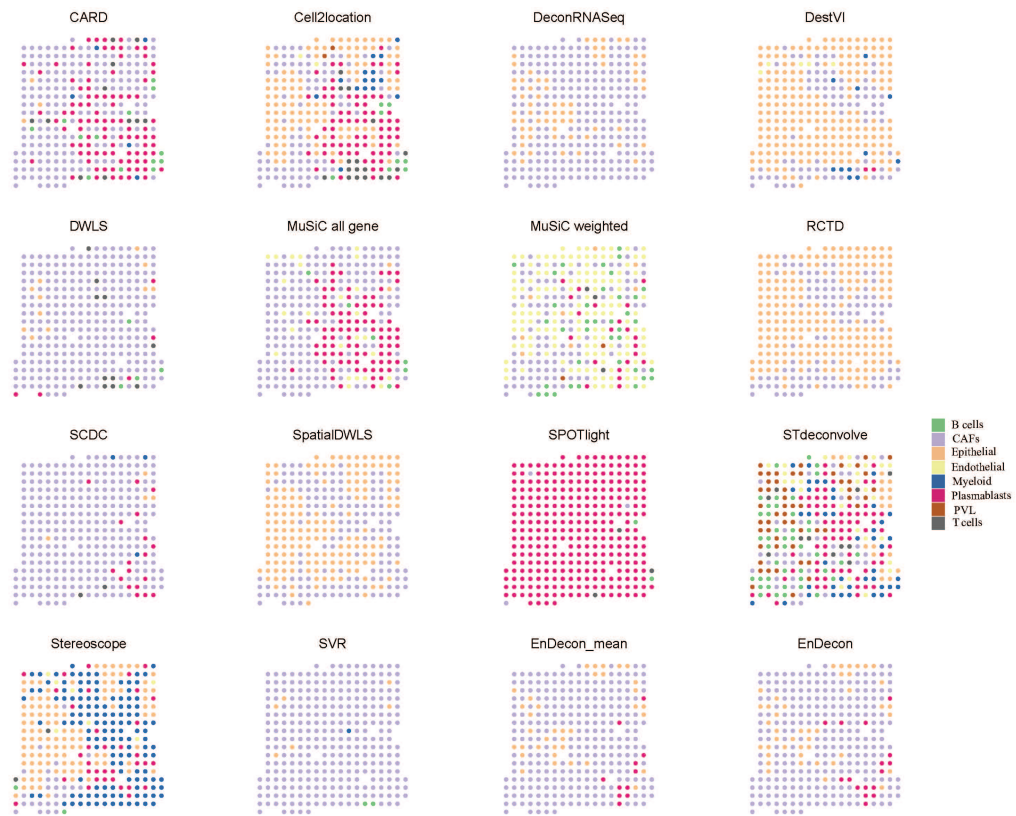 CARD
Cell2location
DeconRNASeq
DestVI
DWLS
MuSiC all gene
MuSiC weighted
RCTD
SCDC
SpatialDWLS
SPOTlight
STdeconvolve
B cells
CAFs
Epithelial
Endothelial
Myeloid
Plasmablasts
PVL
T cells
Stereoscope
SVR
EnDecon_mean
EnDecon